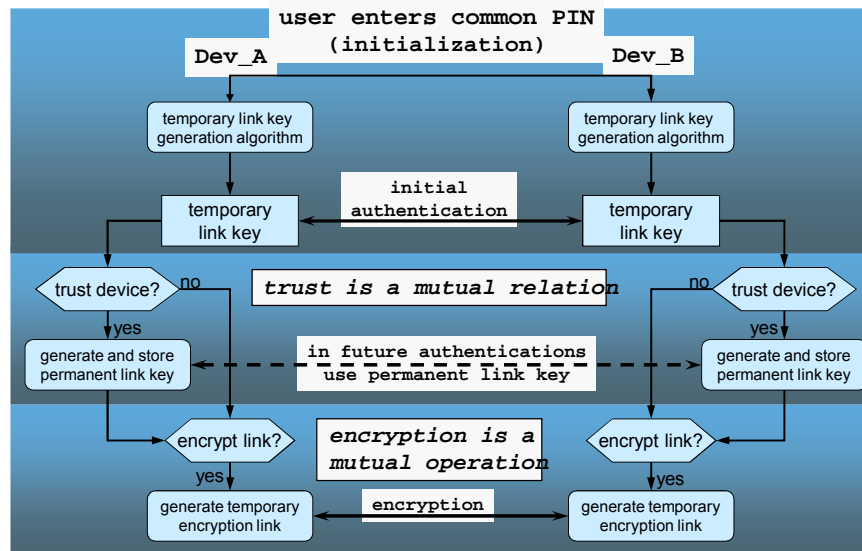 user enters common PIN
(initialization)
Dev_A
Dev_B
temporary link key
generation algorithm
temporary link key
generation algorithm
initial
authentication
temporary
link key
temporary
link key
trust device?
no
trust is a mutual relation
no
trust device?
yes
yes
generate and store
permanent link key
in future authentications
use permanent link key
generate and store
permanent link key
encrypt link?
encryption is a
mutual operation
encrypt link?
yes
yes
generate temporary
encryption link
encryption
generate temporary
encryption link